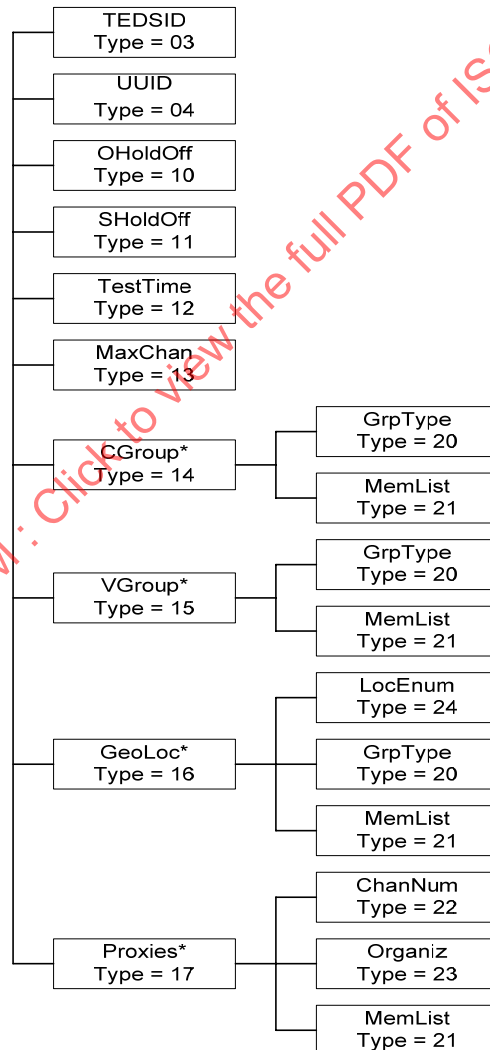 TEDSID
Type = 03
UUID
Type = 04
OHoldOff
Type = 10
SHoldOff
Type = 11
TestTime
Type = 12
MaxChan
Type = 13
CGroup*
Type = 14
GrpType
Type = 20
MemList
Type = 21
VGroup*
Type = 15
GrpType
Type = 20
MemList
Type = 21
GeoLoc*
Type = 16
LocEnum
Type = 24
GrpType
Type = 20
MemList
Type = 21
Proxies*
Type = 17
ChanNum
Type = 22
Organiz
Type = 23
MemList
Type = 21
: Click to view the full PDF of